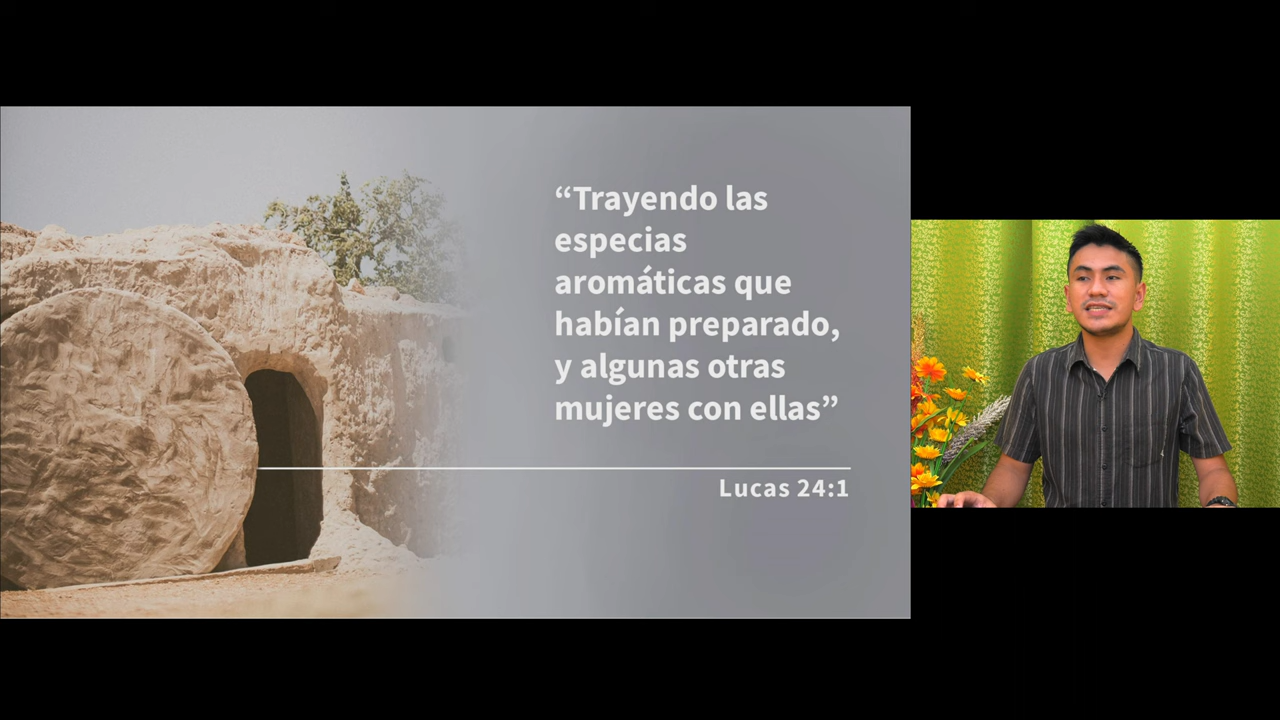 “Trayendo las
especias
aromáticas que
habían preparado,
y algunas otras
mujeres con ellas”
Lucas 24:1